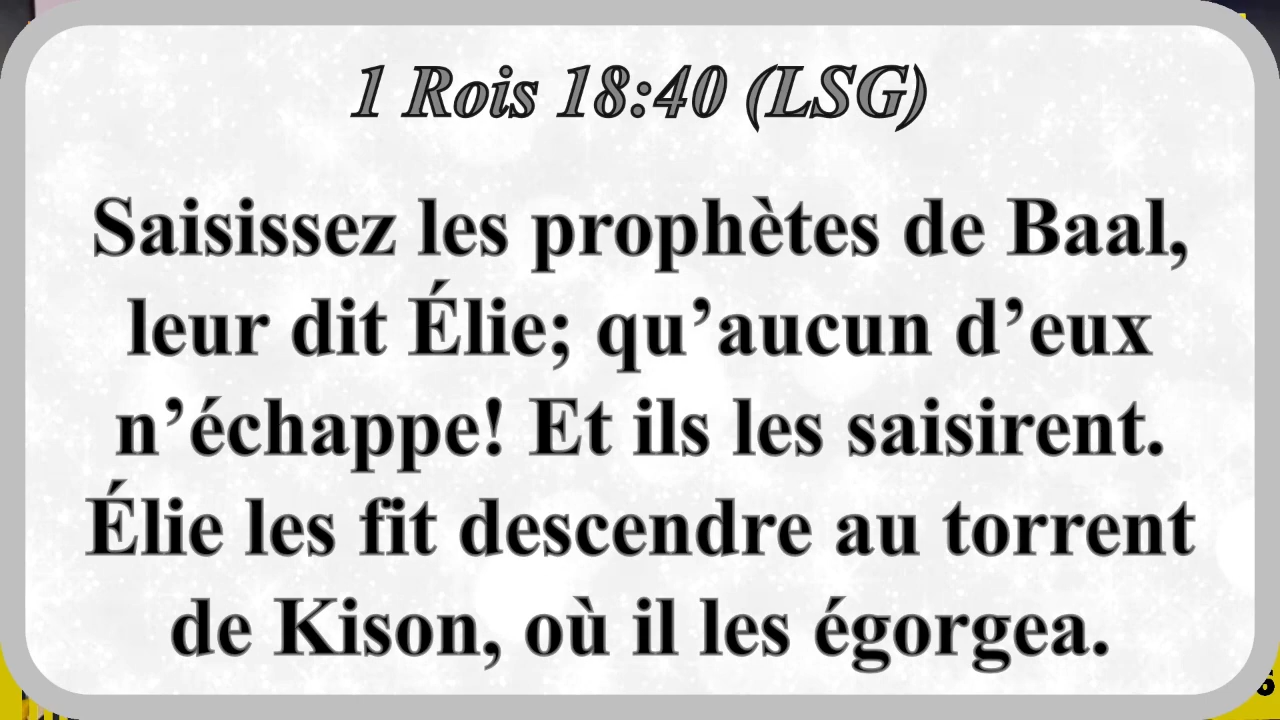 1 Rois 18:40 (LSG)
Saisissez les prophètes de Baal,
leur dit Élie; qu’aucun d’eux
n’échappe! Et ils les saisirent.
Élie les fit descendre au torrent
de Kison, où il les égorgea.